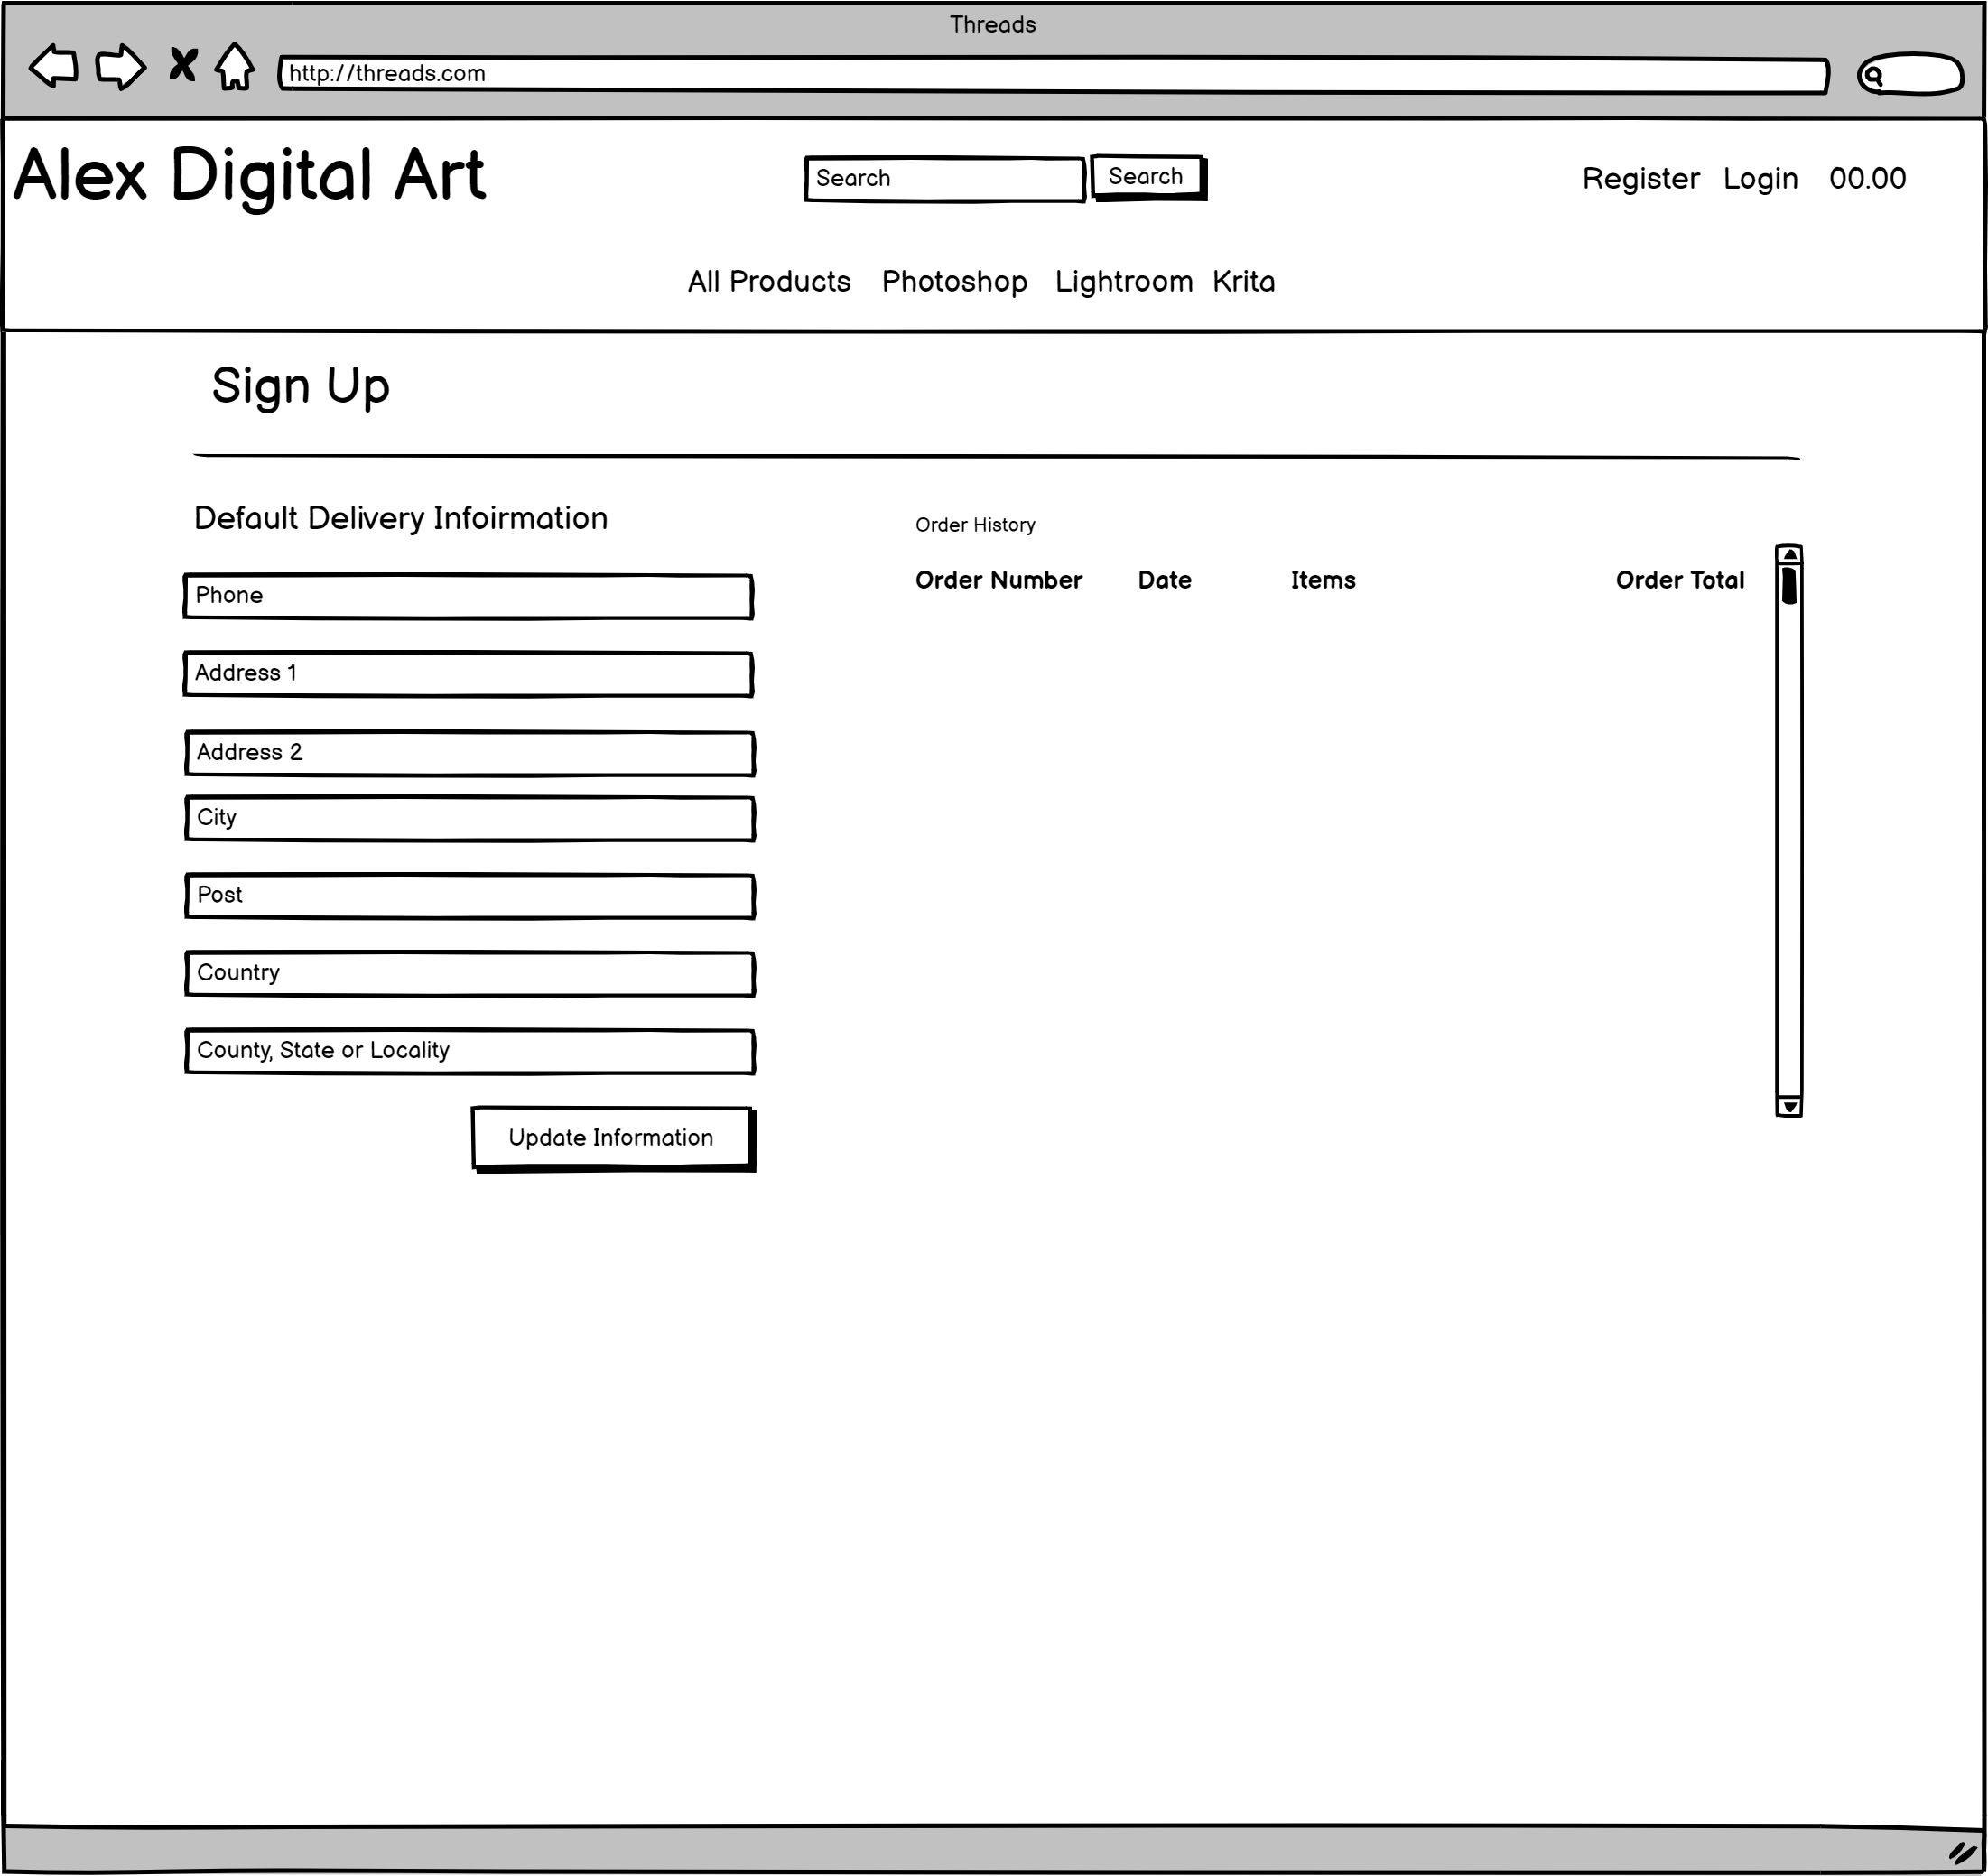 Threads
http://threads.com
Alex Digital Art
Search
Search
Register Login 00.00
All Products Photoshop Lightroom Krita
Sign Up
Default Delivery Infoirmation
Phone
Address 1
Address 2
City
Post
Country
County, State or Locality
Update Information
Order History
Order Number Date Items Order Total